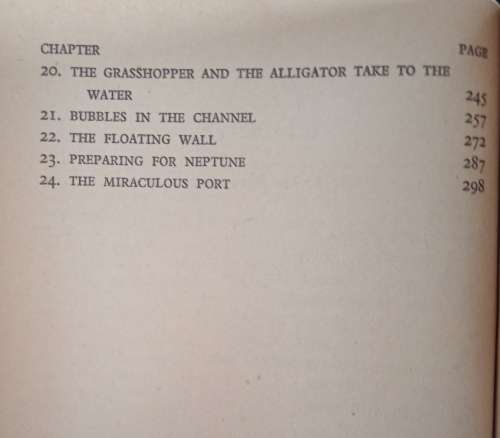 CHAPTER PAGE
20. THE GRASSHOPPER AND THE ALLIGATOR TAKE TO THE
WATER 245
21. BUBBLES IN THE CHANNEL 257
22. THE FLOATING WALL 272
23. PREPARING FOR NEPTUNE 287
24. THE MIRACULOUS PORT 298